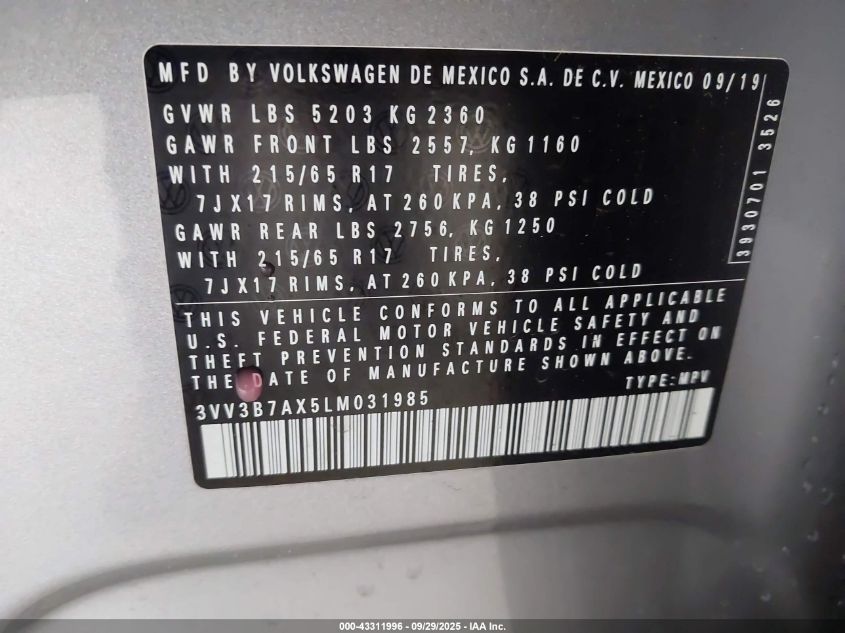 MFD BY VOLKSWAGEN DE MEXICO S.A. DE C.V. MEXICO 09/19
GVWR LBS 5203 KG 2360
GAWR FRONT LBS 2557, KG 1160
WITH 215/65 R17 TIRES,
7JX17 RIMS, AT 260 KPA, 38 PSI COLD
GAWR REAR LBS 2756, KG 1250
WITH 215/65 R17 TIRES,
7JX17 RIMS, AT 260 KPA, 38 PSI COLD
3930701 3526
THIS VEHICLE CONFORMS TO ALL APPLICABLE
U.S. FEDERAL MOTOR VEHICLE SAFETY AND
THEFT PREVENTION STANDARDS IN EFFECT ON
THE DATE OF MANUFACTURE SHOWN ABOVE.
TYPE: MPV
3VV3B7AX5LM031985
000-43311996 - 09/29/2025 - IAA Inc.